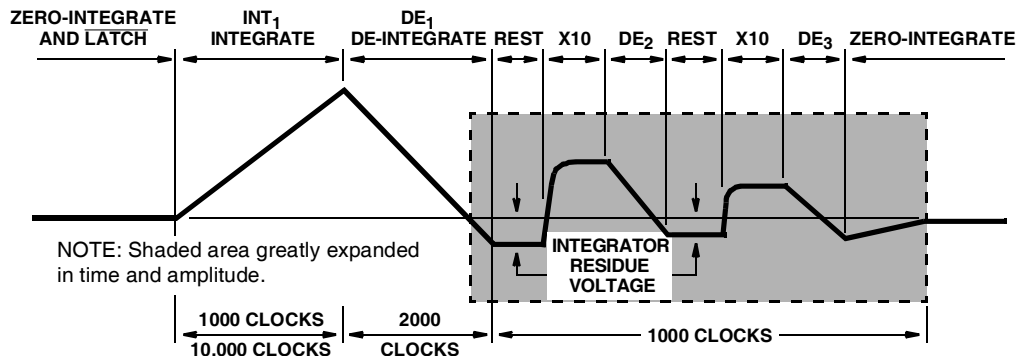 ZERO-INTEGRATE
AND LATCH
INT1
INTEGRATE
DE1
DE-INTEGRATE
REST
X10
DE2
REST
X10
DE3
ZERO-INTEGRATE
NOTE: Shaded area greatly expanded
in time and amplitude.
INTEGRATOR
RESIDUE
VOLTAGE
1000 CLOCKS
10,000 CLOCKS
2000
CLOCKS
1000 CLOCKS